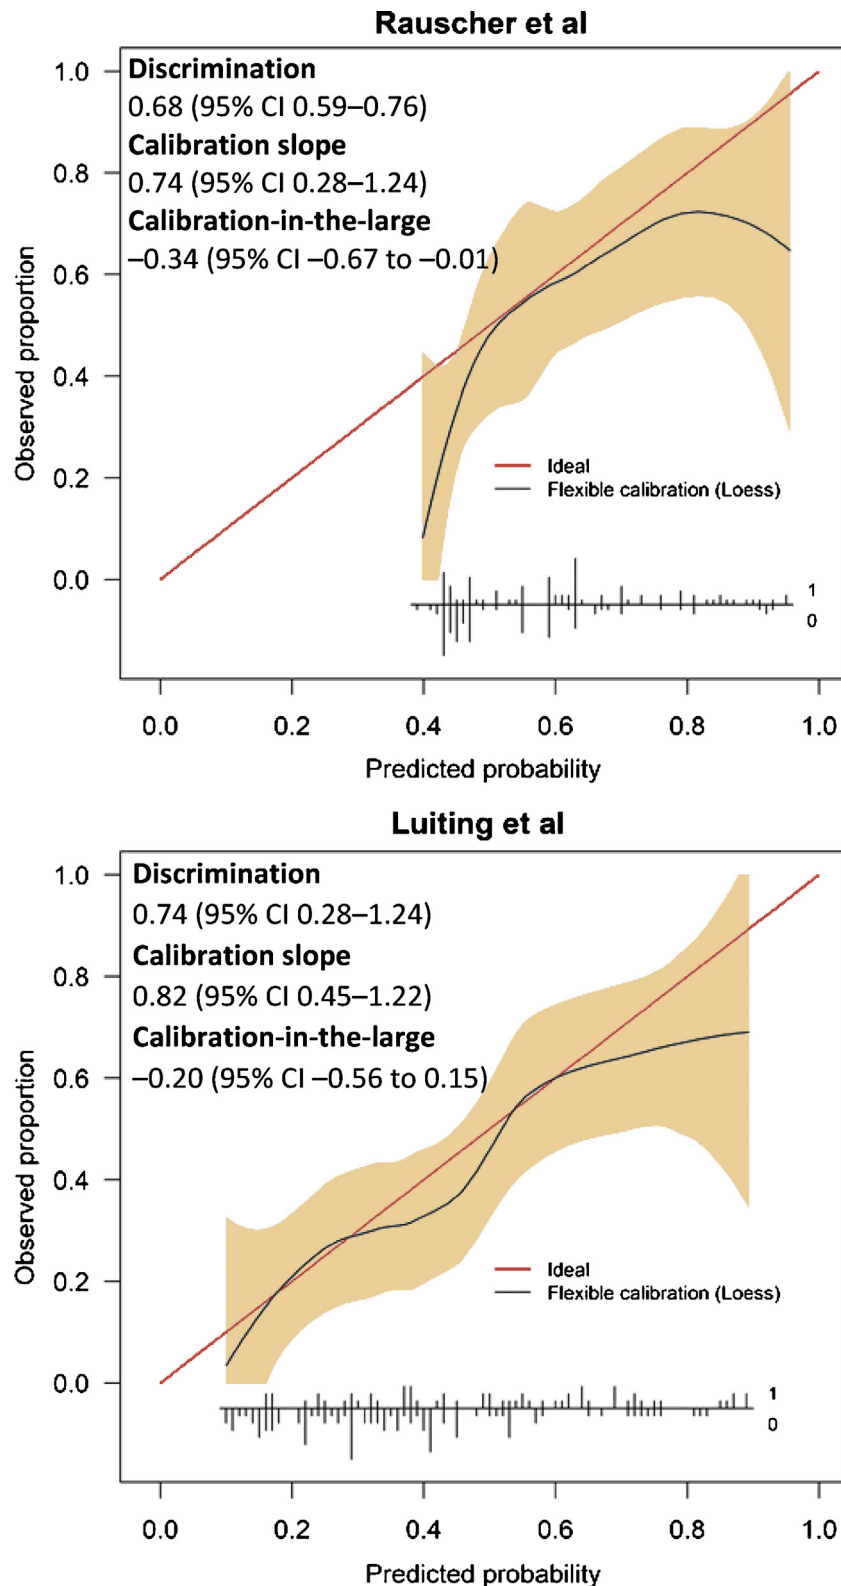 Rauscher et al
Discrimination
0.68 (95% CI 0.59–0.76)
Calibration slope
0.74 (95% CI 0.28–1.24)
Calibration-in-the-large
–0.34 (95% CI –0.67 to –0.01)
1.0
0.8
0.6
0.4
0.2
0.0
Observed proportion
Ideal
Flexible calibration (Loess)
1
0
0.0 0.2 0.4 0.6 0.8 1.0
Predicted probability
Luiting et al
Discrimination
0.74 (95% CI 0.28–1.24)
Calibration slope
0.82 (95% CI 0.45–1.22)
Calibration-in-the-large
–0.20 (95% CI –0.56 to 0.15)
1.0
0.8
0.6
0.4
0.2
0.0
Observed proportion
Ideal
Flexible calibration (Loess)
1
0
0.0 0.2 0.4 0.6 0.8 1.0
Predicted probability